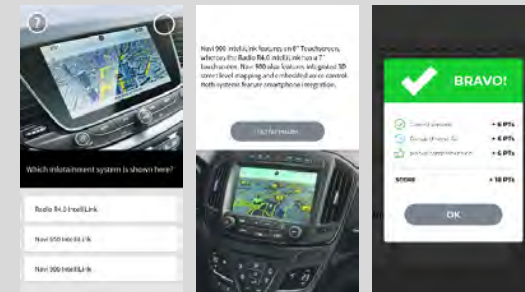 ?
Which infotainment system is shown here?
Radio R4.0 IntelliLink
Navi 950 IntelliLink
Navi 900 IntelliLink
Navi 900 IntelliLink features an 8" Touchscreen,
whereas the Radio R4.0 IntelliLink has a 7"
touchscreen. Navi 900 also features integrated 3D
street level mapping and embedded voice control.
Both systems feature smartphone integration.
BRAVO!
+ 6 PTs
+ 6 PTs
+ 6 PTs
SCORE + 18 PTs
OK